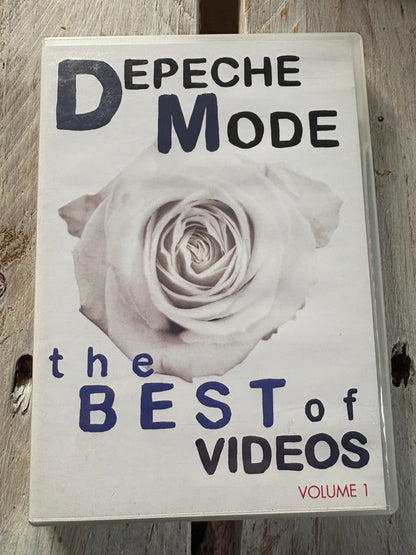 DEPECHE
MODE
the
BEST of
VIDEOS
VOLUME 1